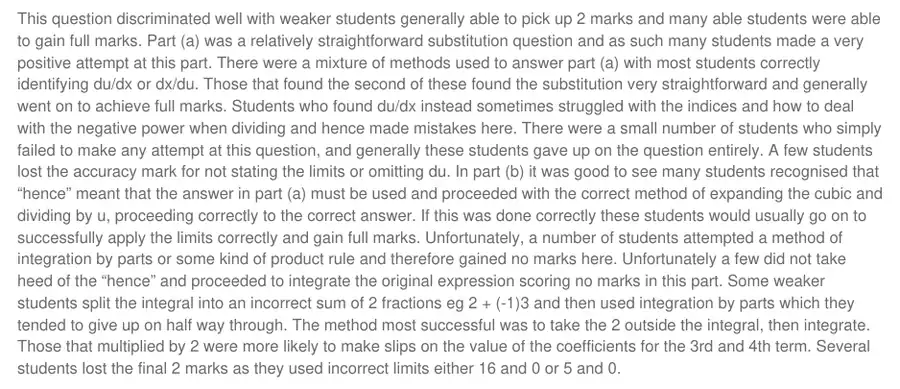 This question discriminated well with weaker students generally able to pick up 2 marks and many able students were able
to gain full marks. Part (a) was a relatively straightforward substitution question and as such many students made a very
positive attempt at this part. There were a mixture of methods used to answer part (a) with most students correctly
identifying du/dx or dx/du. Those that found the second of these found the substitution very straightforward and generally
went on to achieve full marks. Students who found du/dx instead sometimes struggled with the indices and how to deal
with the negative power when dividing and hence made mistakes here. There were a small number of students who simply
failed to make any attempt at this question, and generally these students gave up on the question entirely. A few students
lost the accuracy mark for not stating the limits or omitting du. In part (b) it was good to see many students recognised that
“hence” meant that the answer in part (a) must be used and proceeded with the correct method of expanding the cubic and
dividing by u, proceeding correctly to the correct answer. If this was done correctly these students would usually go on to
successfully apply the limits correctly and gain full marks. Unfortunately, a number of students attempted a method of
integration by parts or some kind of product rule and therefore gained no marks here. Unfortunately a few did not take
heed of the “hence” and proceeded to integrate the original expression scoring no marks in this part. Some weaker
students split the integral into an incorrect sum of 2 fractions eg 2 + (-1)3 and then used integration by parts which they
tended to give up on half way through. The method most successful was to take the 2 outside the integral, then integrate.
Those that multiplied by 2 were more likely to make slips on the value of the coefficients for the 3rd and 4th term. Several
students lost the final 2 marks as they used incorrect limits either 16 and 0 or 5 and 0.